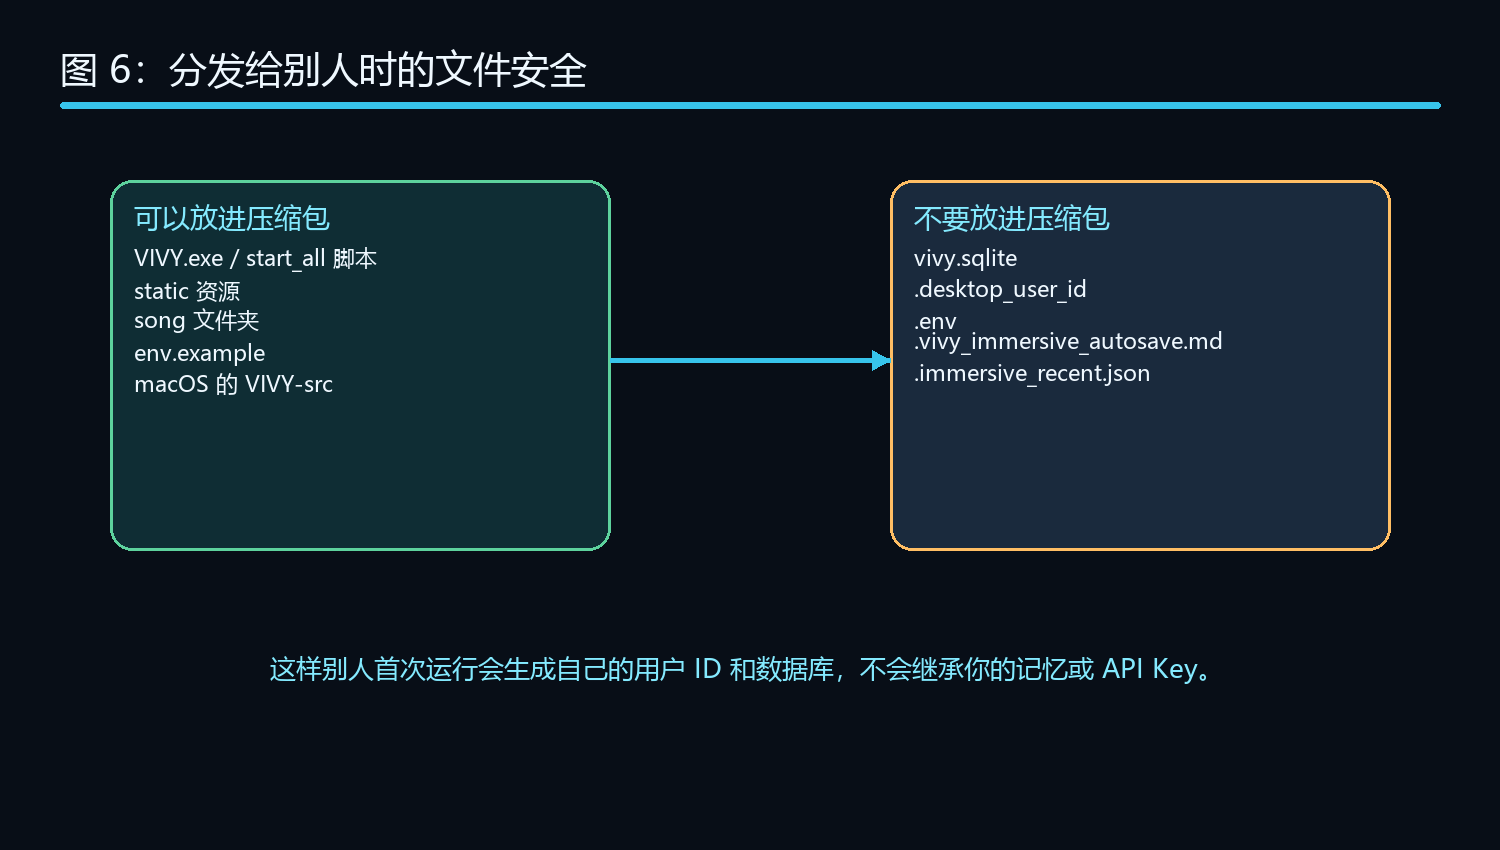 图 6：分发给别人时的文件安全
可以放进压缩包
VIVY.exe / start_all 脚本
static 资源
song 文件夹
env.example
macOS 的 VIVY-src
不要放进压缩包
vivy.sqlite
.desktop_user_id
.env
.vivy_immersive_autosave.md
.immersive_recent.json
这样别人首次运行会生成自己的用户 ID 和数据库，不会继承你的记忆或 API Key。